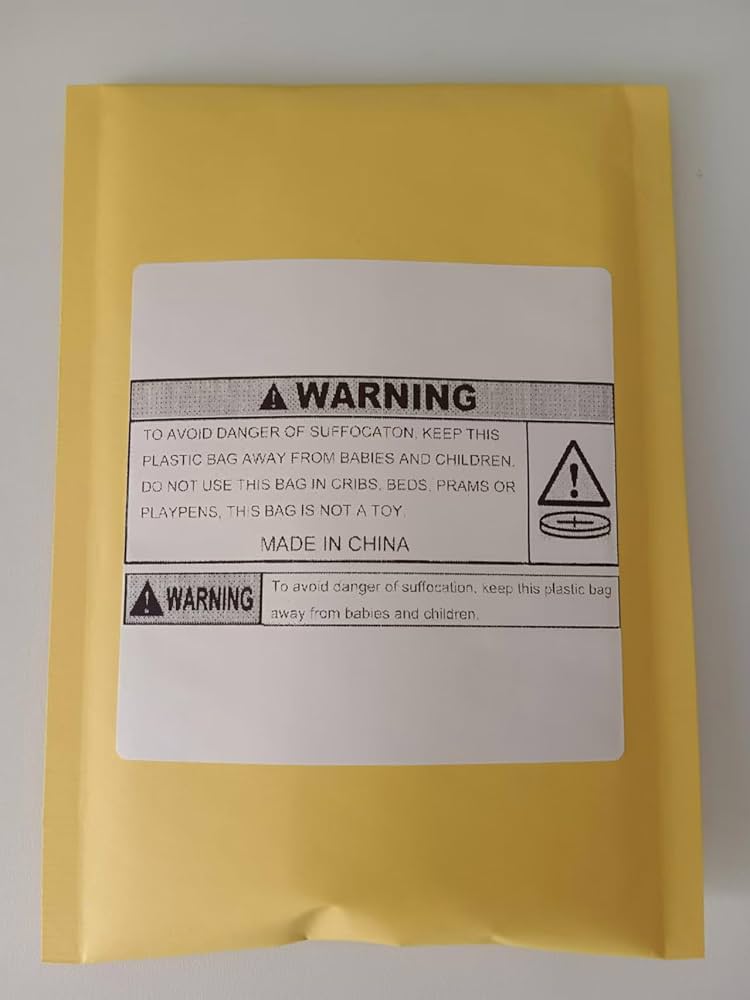 WARNING
TO AVOID DANGER OF SUFFOCATON, KEEP THIS
PLASTIC BAG AWAY FROM BABIES AND CHILDREN.
DO NOT USE THIS BAG IN CRIBS, BEDS, PRAMS OR
PLAYPENS, THIS BAG IS NOT A TOY.
MADE IN CHINA
WARNING
To avoid danger of suffocation, keep this plastic bag
away from babies and children.